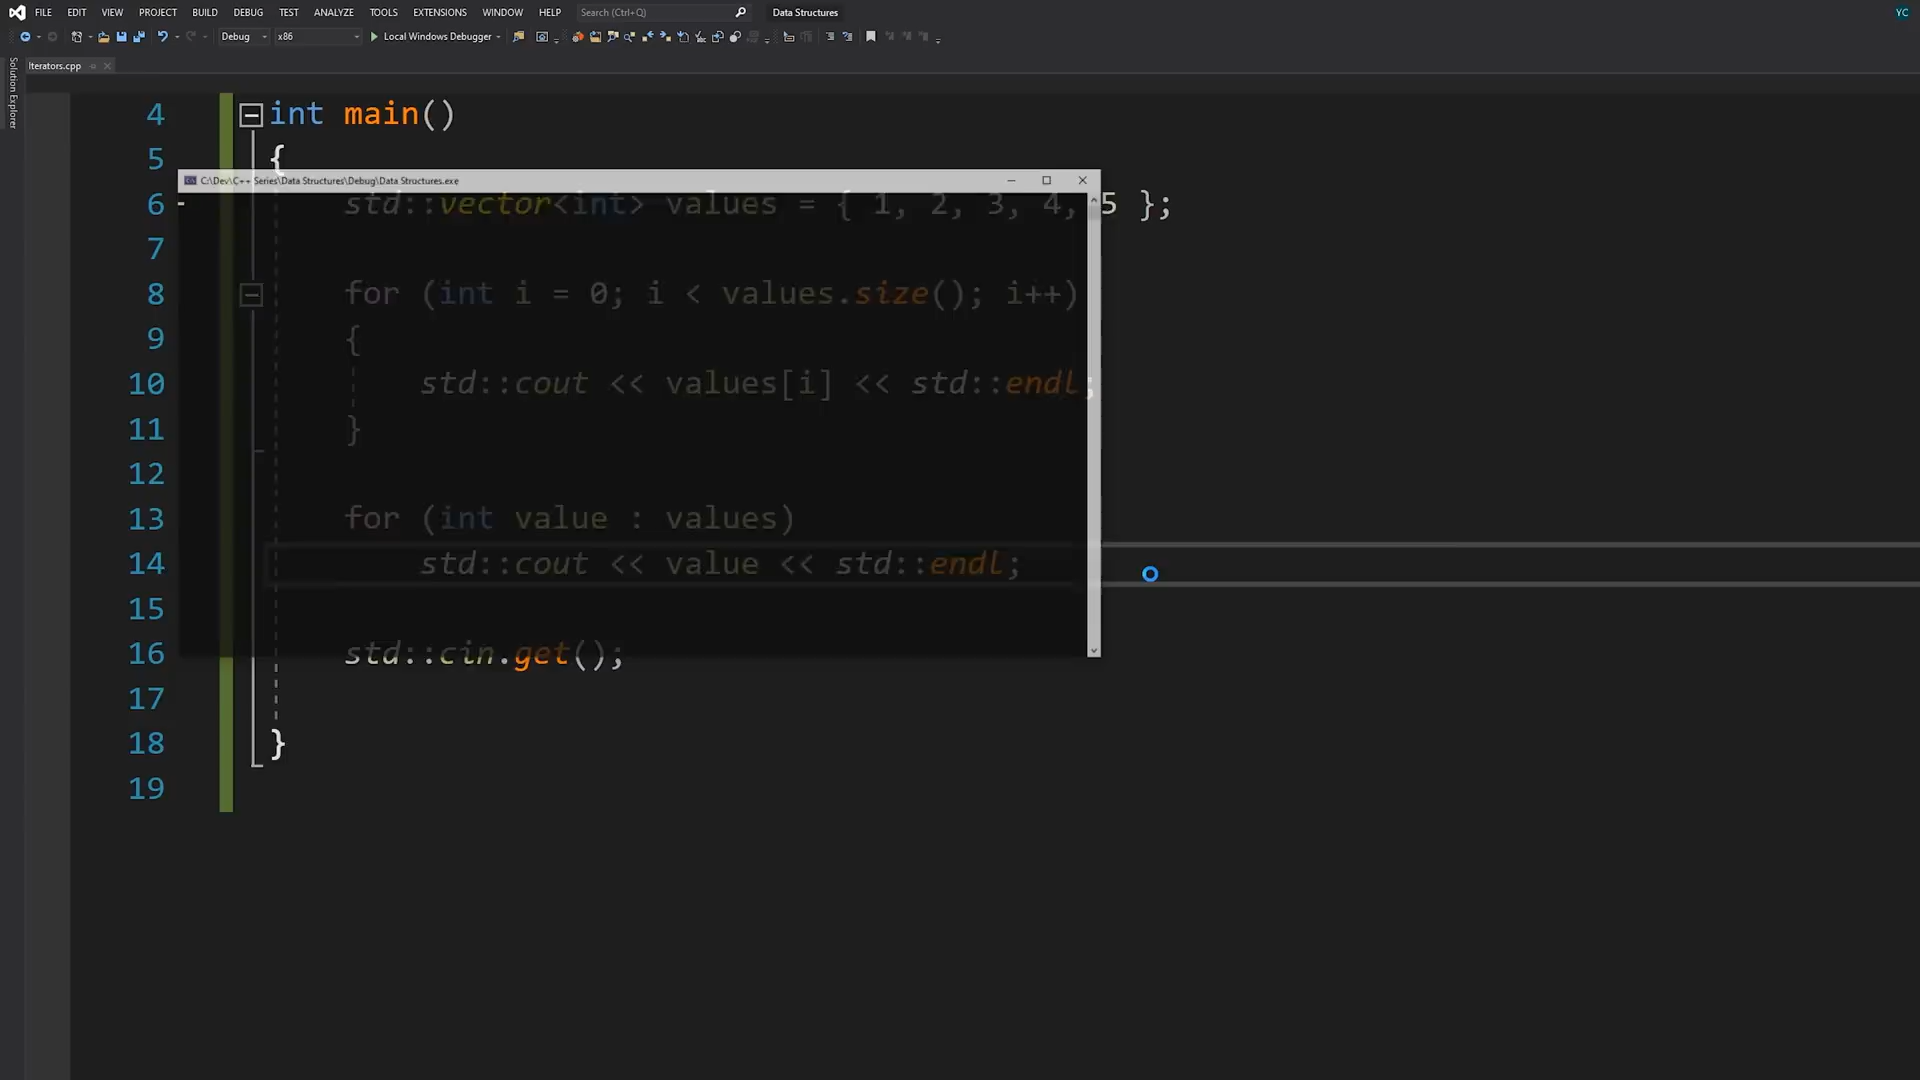 FILE EDIT VIEW PROJECT BUILD DEBUG TEST ANALYZE TOOLS EXTENSIONS WINDOW HELP Search (Ctrl+Q) Data Structures YC
Debug x86 Local Windows Debugger
Solution Explorer
Iterators.cpp
4 int main()
5 {
C:\Dev\C++ Series\Data Structures\Debug\Data Structures.exe
6 std::vector<int> values = { 1, 2, 3, 4, 5 };
7
8 for (int i = 0; i < values.size(); i++)
9 {
10 std::cout << values[i] << std::endl;
11 }
12
13 for (int value : values)
14 std::cout << value << std::endl;
15
16 std::cin.get();
17
18 }
19